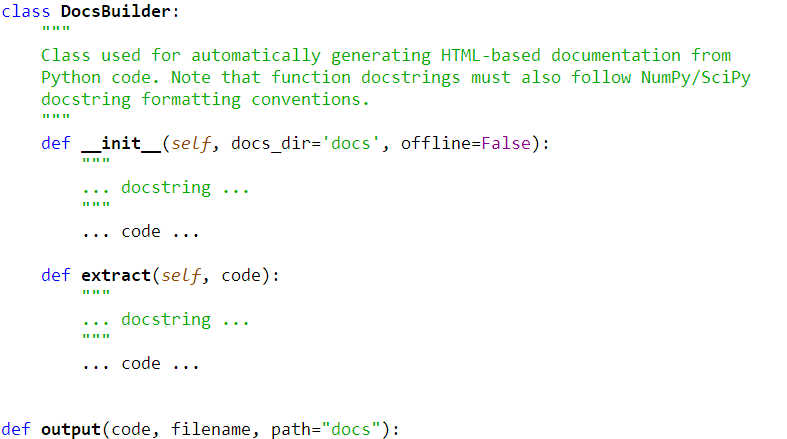 class DocsBuilder:
    """
    Class used for automatically generating HTML-based documentation from
    Python code. Note that function docstrings must also follow NumPy/SciPy
    docstring formatting conventions.
    """
    def __init__(self, docs_dir='docs', offline=False):
        """
        ... docstring ...
        """
        ... code ...

    def extract(self, code):
        """
        ... docstring ...
        """
        ... code ...


def output(code, filename, path="docs"):